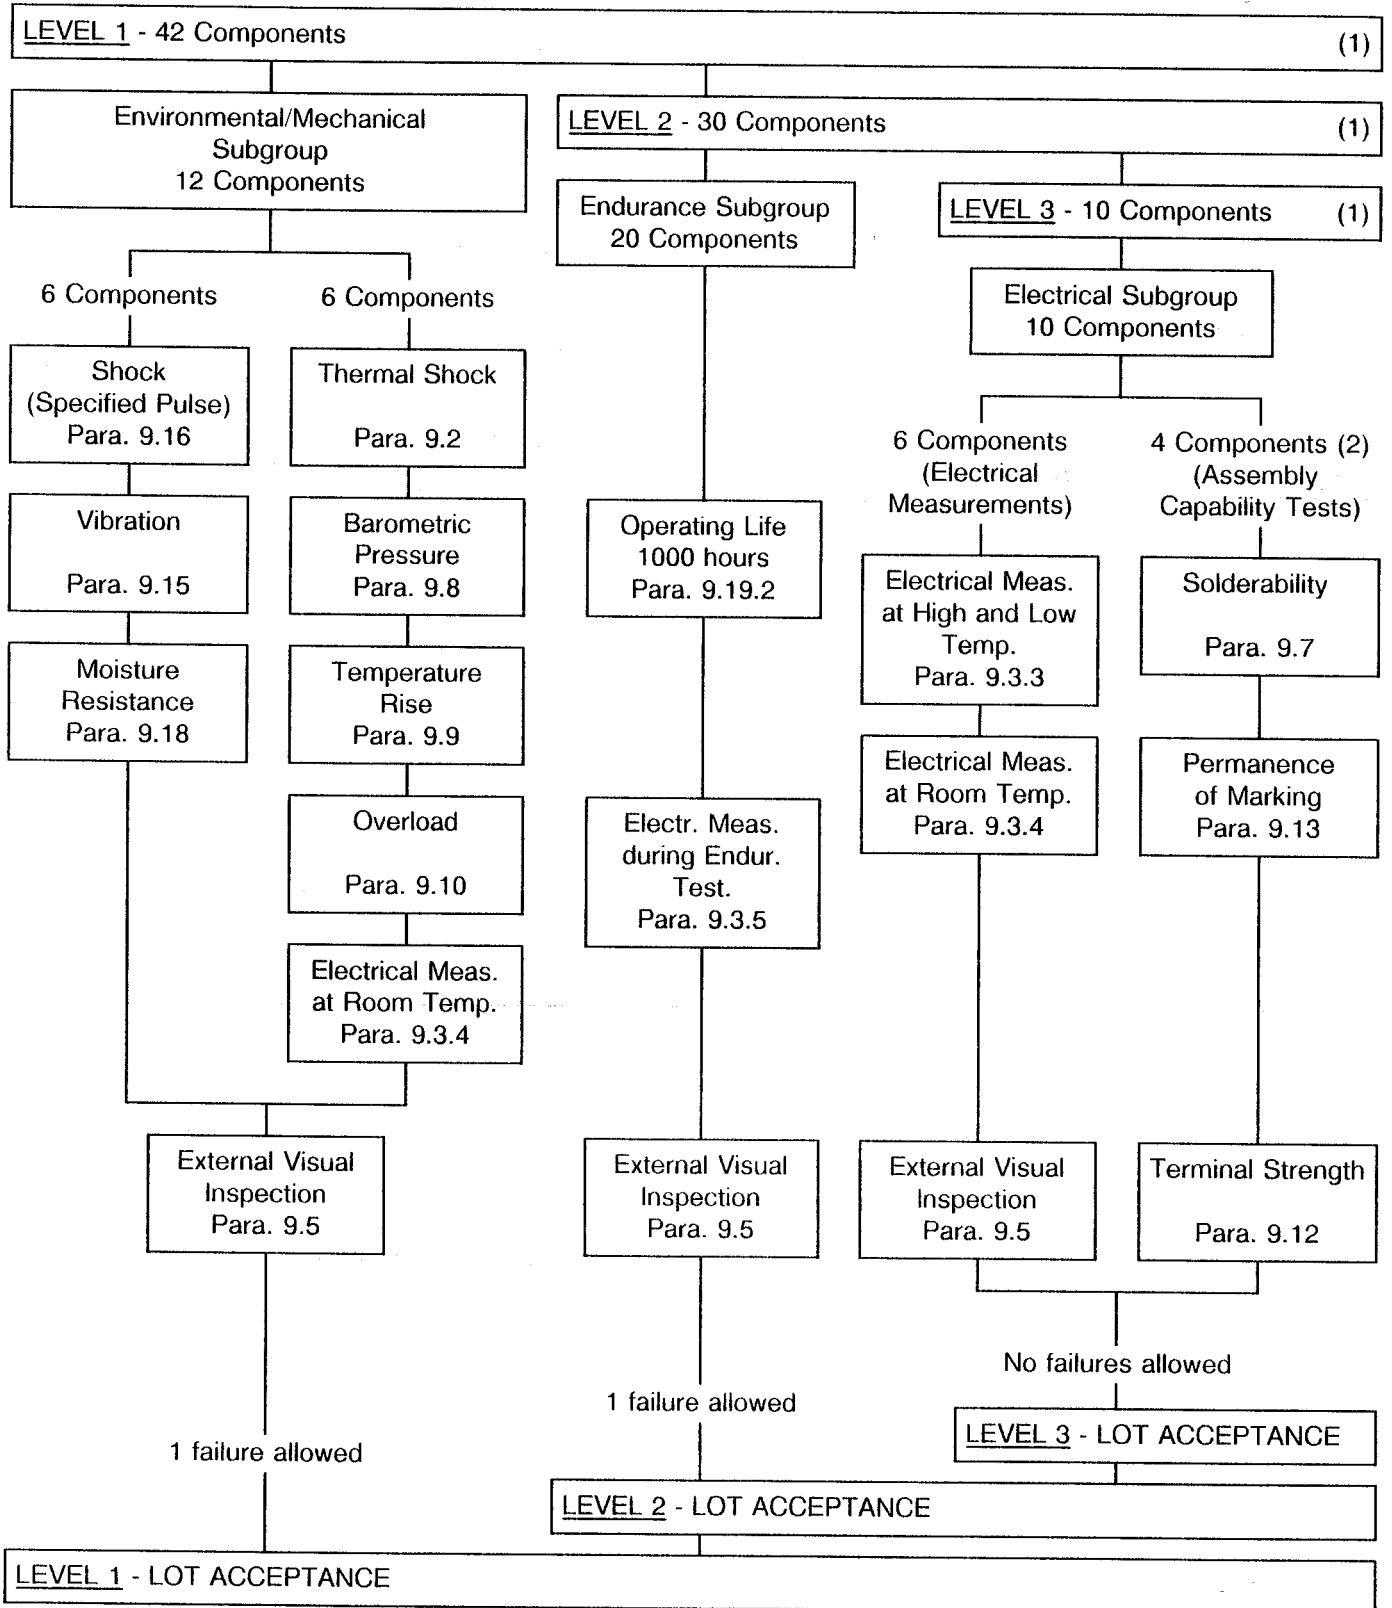 LEVEL 1 - 42 Components (1)
Environmental/Mechanical
Subgroup
12 Components
LEVEL 2 - 30 Components (1)
Endurance Subgroup
20 Components
LEVEL 3 - 10 Components (1)
Electrical Subgroup
10 Components
6 Components
6 Components
Shock
(Specified Pulse)
Para. 9.16
Vibration
Para. 9.15
Moisture
Resistance
Para. 9.18
Thermal Shock
Para. 9.2
Barometric
Pressure
Para. 9.8
Temperature
Rise
Para. 9.9
Overload
Para. 9.10
Electrical Meas.
at Room Temp.
Para. 9.3.4
External Visual
Inspection
Para. 9.5
1 failure allowed
Operating Life
1000 hours
Para. 9.19.2
Electr. Meas.
during Endur.
Test.
Para. 9.3.5
External Visual
Inspection
Para. 9.5
1 failure allowed
6 Components
(Electrical
Measurements)
Electrical Meas.
at High and Low
Temp.
Para. 9.3.3
Electrical Meas.
at Room Temp.
Para. 9.3.4
External Visual
Inspection
Para. 9.5
4 Components (2)
(Assembly
Capability Tests)
Solderability
Para. 9.7
Permanence
of Marking
Para. 9.13
Terminal Strength
Para. 9.12
No failures allowed
LEVEL 3 - LOT ACCEPTANCE
LEVEL 2 - LOT ACCEPTANCE
LEVEL 1 - LOT ACCEPTANCE